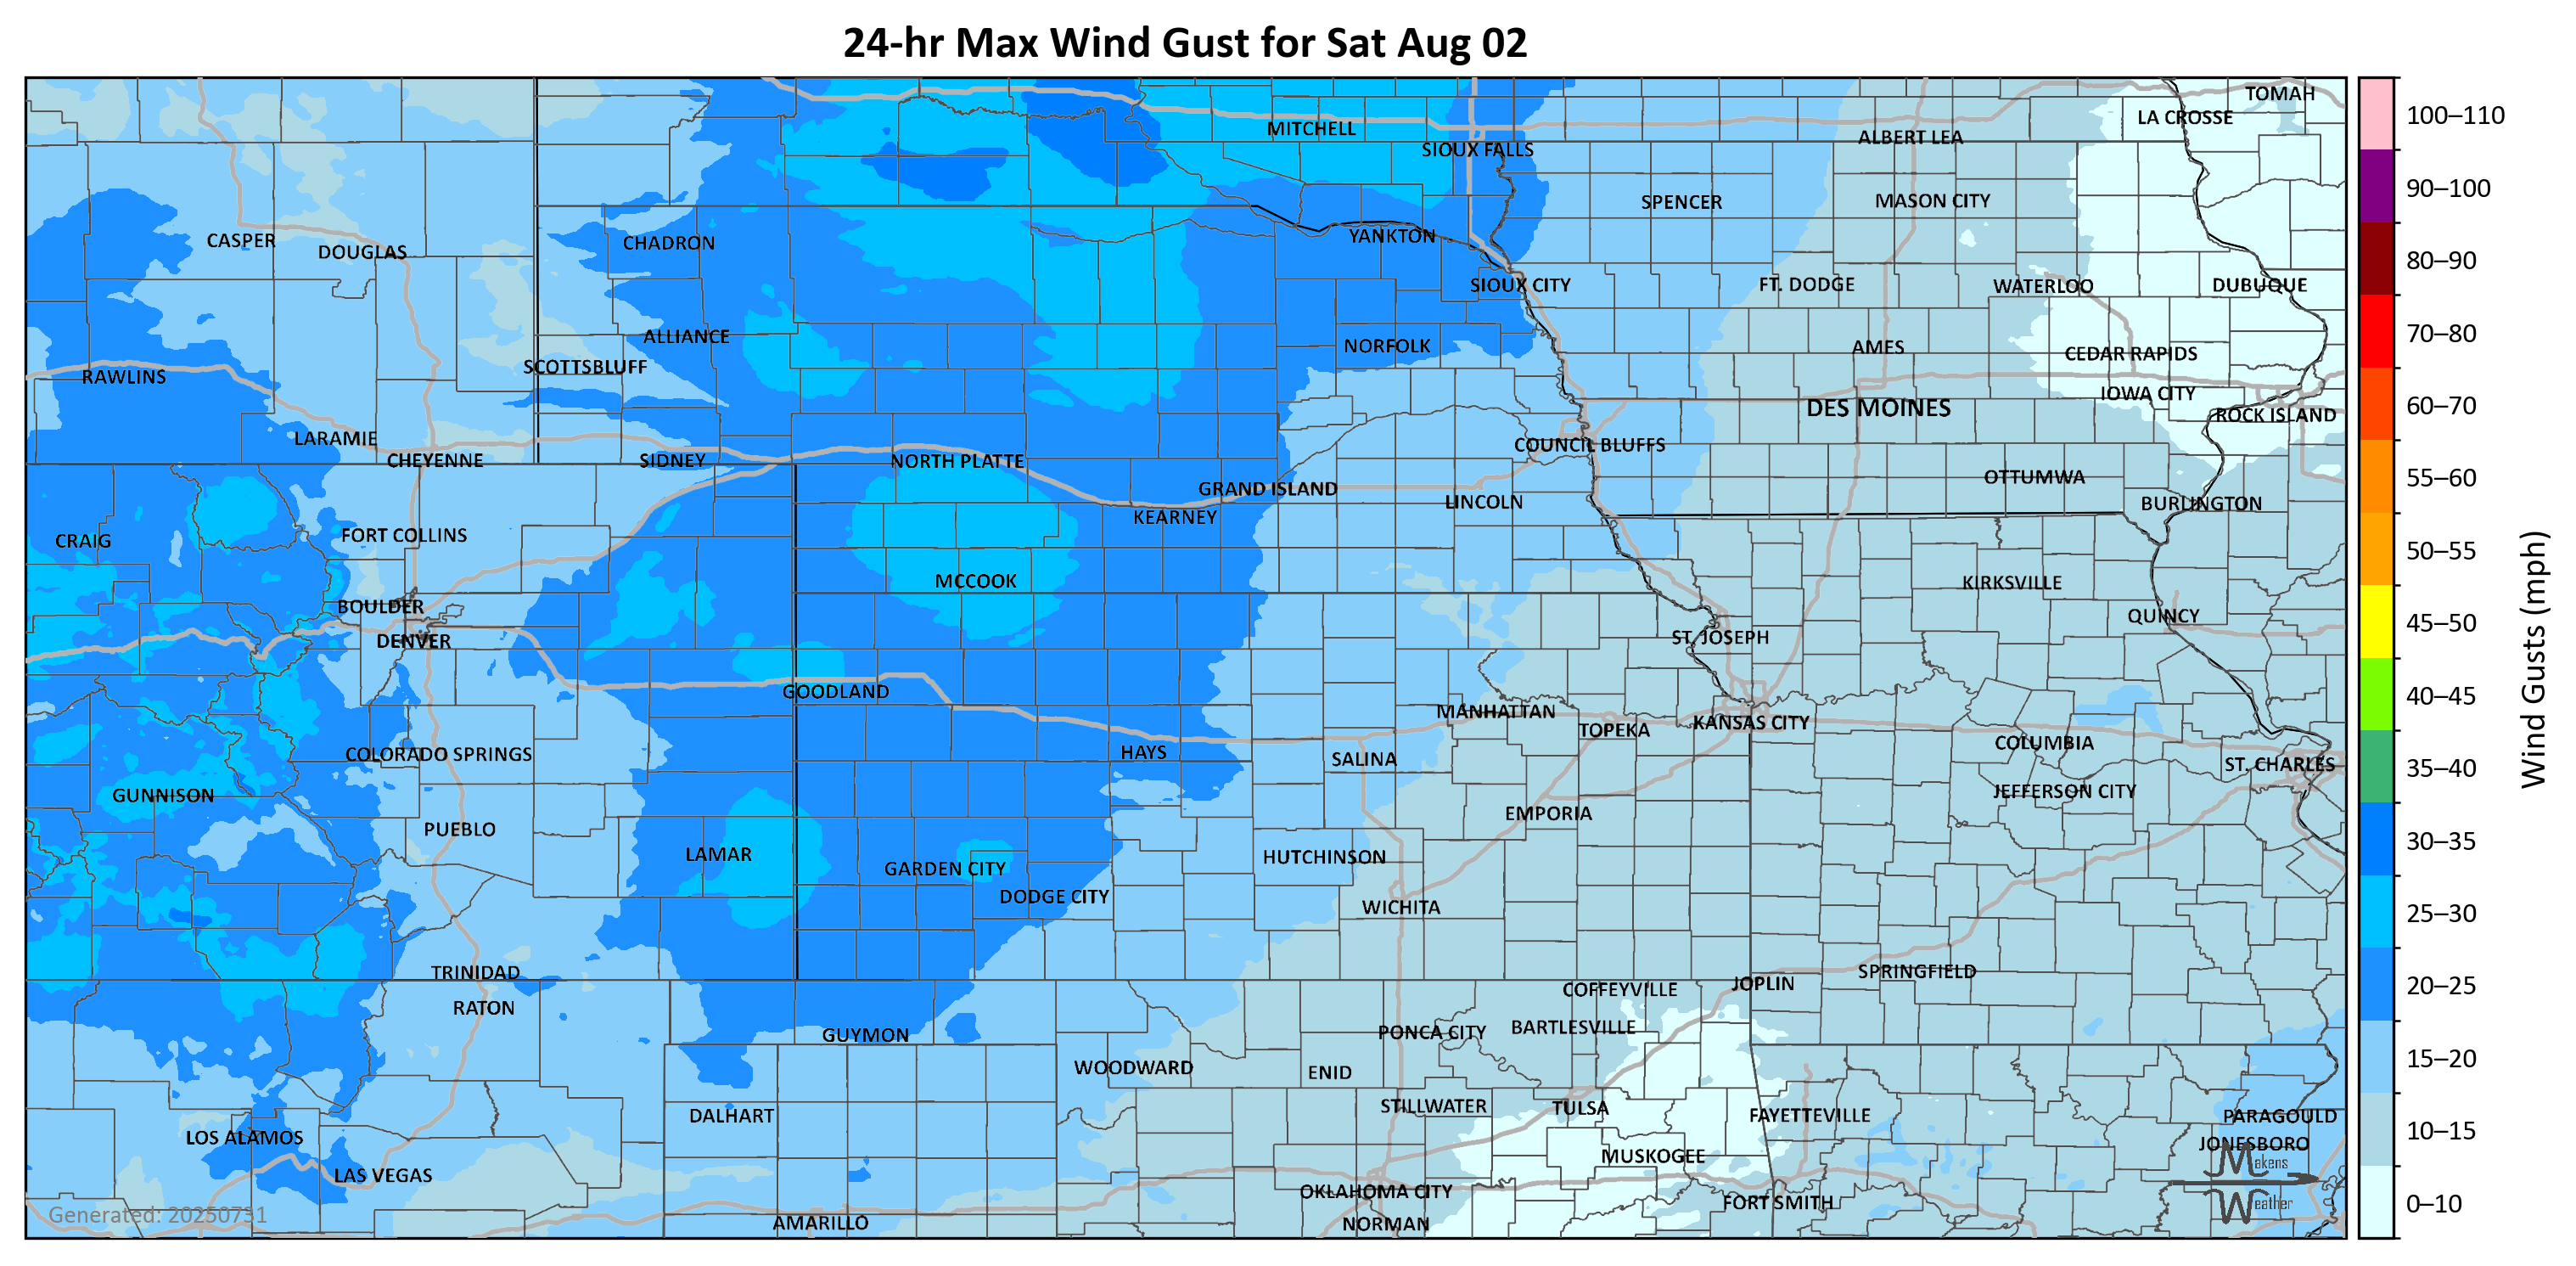 24-hr Max Wind Gust for Sat Aug 02
TOMAH
LA CROSSE
MITCHELL
ALBERT LEA
SIOUX FALLS
SPENCER
MASON CITY
CASPER
DOUGLAS
CHADRON
YANKTON
SIOUX CITY
FT. DODGE
WATERLOO
DUBUQUE
ALLIANCE
NORFOLK
AMES
CEDAR RAPIDS
SCOTTSBLUFF
RAWLINS
IOWA CITY
DES MOINES
ROCK ISLAND
LARAMIE
COUNCIL BLUFFS
CHEYENNE
SIDNEY
NORTH PLATTE
OTTUMWA
GRAND ISLAND
LINCOLN
BURLINGTON
KEARNEY
FORT COLLINS
CRAIG
MCCOOK
KIRKSVILLE
BOULDER
QUINCY
DENVER
ST. JOSEPH
GOODLAND
MANHATTAN
TOPEKA
KANSAS CITY
COLORADO SPRINGS
HAYS
SALINA
COLUMBIA
ST. CHARLES
GUNNISON
JEFFERSON CITY
EMPORIA
PUEBLO
LAMAR
HUTCHINSON
GARDEN CITY
DODGE CITY
WICHITA
TRINIDAD
SPRINGFIELD
JOPLIN
COFFEYVILLE
RATON
GUYMON
PONCA CITY
BARTLESVILLE
WOODWARD
ENID
DALHART
STILLWATER
TULSA
FAYETTEVILLE
PARAGOULD
LOS ALAMOS
JONESBORO
MUSKOGEE
LAS VEGAS
OKLAHOMA CITY
FORT SMITH
AMARILLO
NORMAN
Makens
Weather
Generated: 20250731
100–110
90–100
80–90
70–80
60–70
55–60
50–55
45–50
40–45
35–40
30–35
25–30
20–25
15–20
10–15
0–10
Wind Gusts (mph)